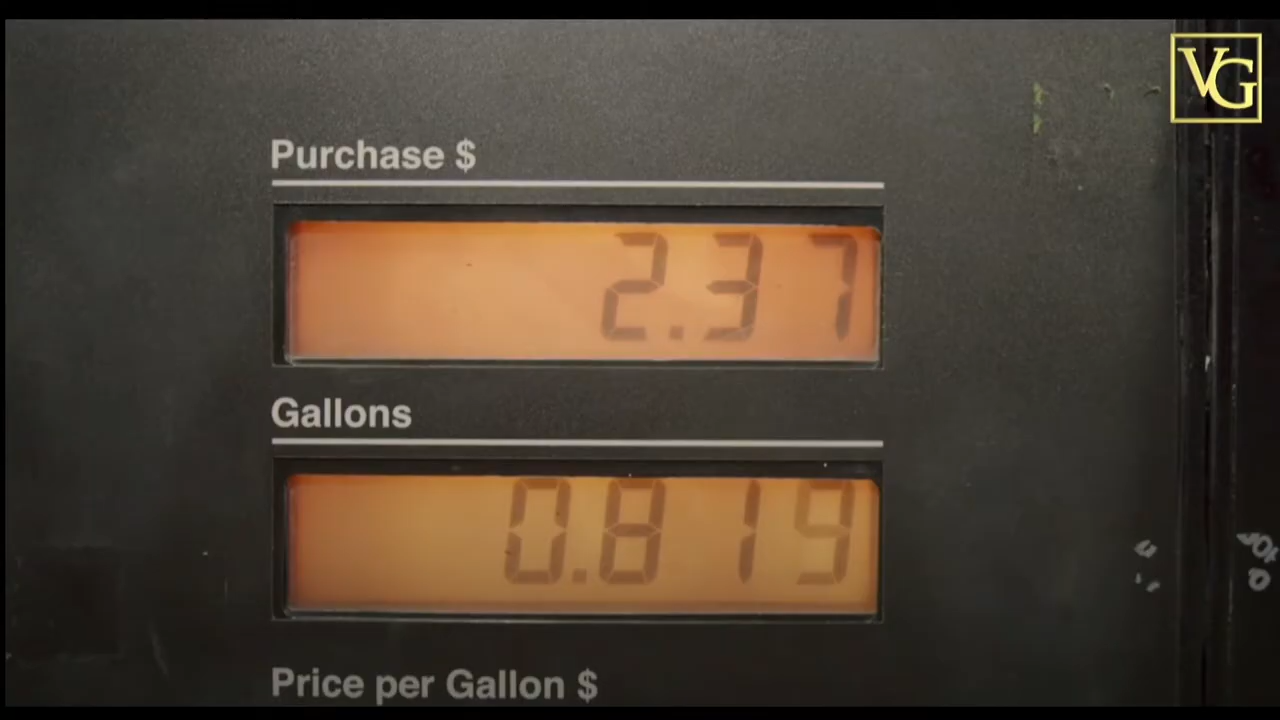 VG
Purchase $
2.37
Gallons
0.819
Price per Gallon $